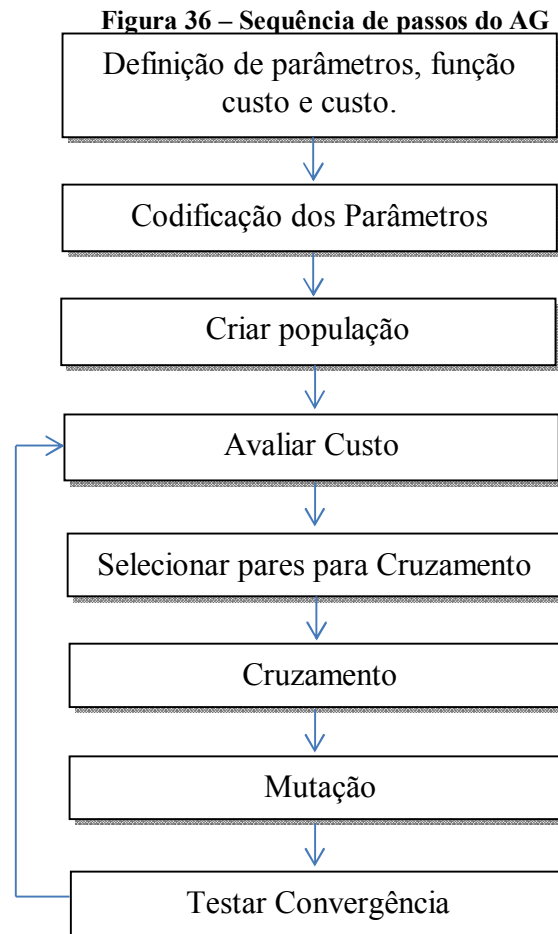 Figura 36 – Sequência de passos do AG
Definição de parâmetros, função
custo e custo.
Codificação dos Parâmetros
Criar população
Avaliar Custo
Selecionar pares para Cruzamento
Cruzamento
Mutação
Testar Convergência